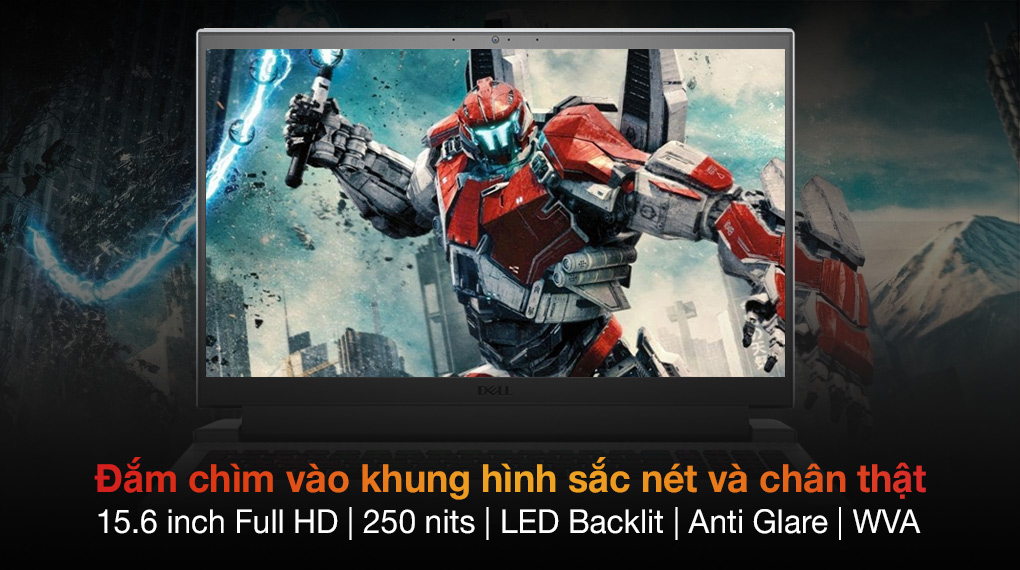 DELL
Đắm chìm vào khung hình sắc nét và chân thật
15.6 inch Full HD | 250 nits | LED Backlit | Anti Glare | WVA